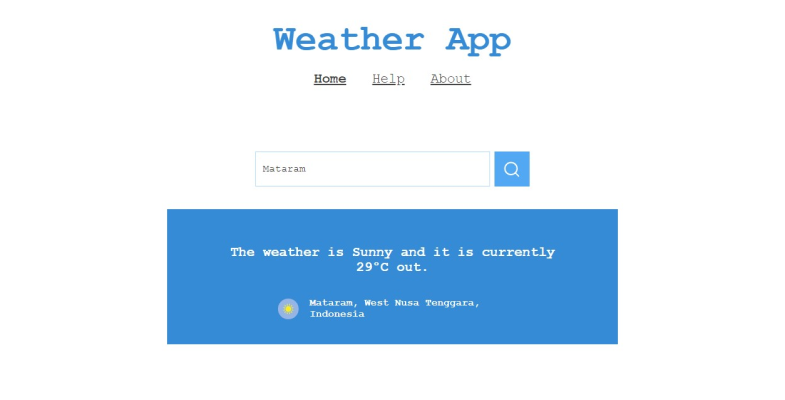 Weather App
Home Help About
Mataram
The weather is Sunny and it is currently
29°C out.
Mataram, West Nusa Tenggara,
Indonesia